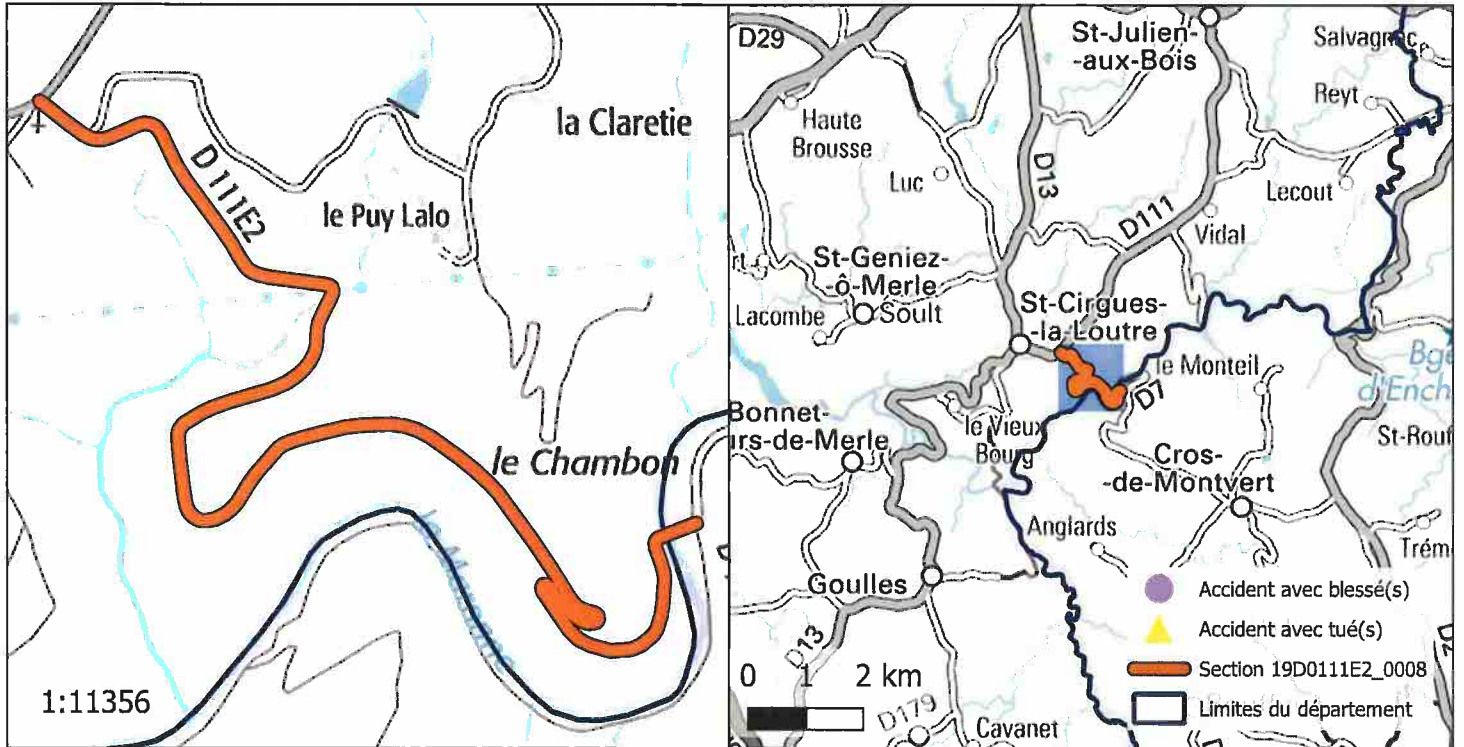 la Claretie
D 111E2
le Puy Lalo
le Chambon
1:11356
D29
St-Julien-
-aux-Bois
Salvagnac
Reyt
Haute
Brousse
Luc
D13
Lecout
D111
Vidal
St-Geniez-
-ô-Merle
Soult
Lacombe
St-Cirgues-
-la-Loutre
le Monteil
D7
Bge
d'Ench
St-Rouf
Bonnet-
urs-de-Merle
le Vieux
Bourg
Cros-
-de-Montvert
Anglards
Trém
Goulles
D13
D179
Cavanet
0 1 2 km
Accident avec blessé(s)
Accident avec tué(s)
Section 19D0111E2_0008
Limites du département